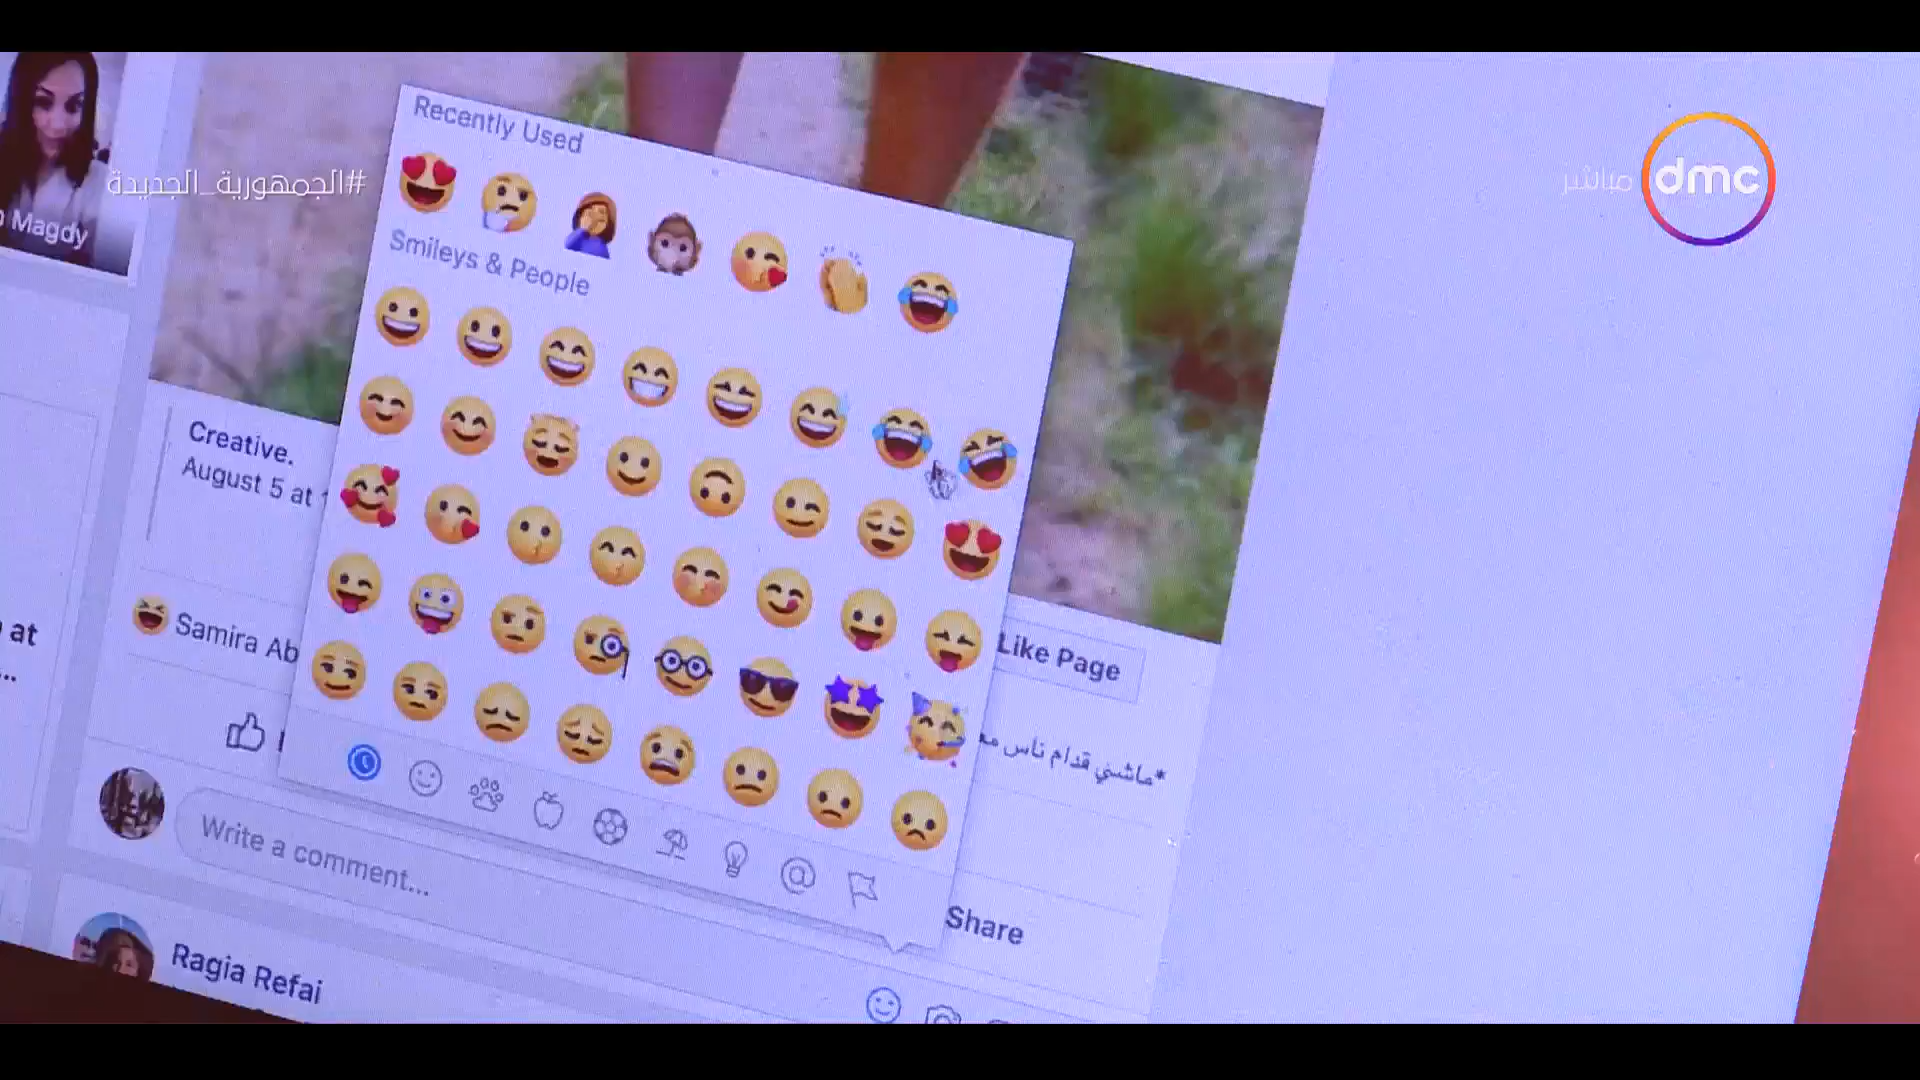 Recently Used
Smileys & People
Magdy
#الجمهورية_الجديدة
مباشر
dmc
Creative.
August 5 at
at
...
Samira Ab
Like Page
*ماشي قدام ناس
Write a comment...
Share
Ragia Refai